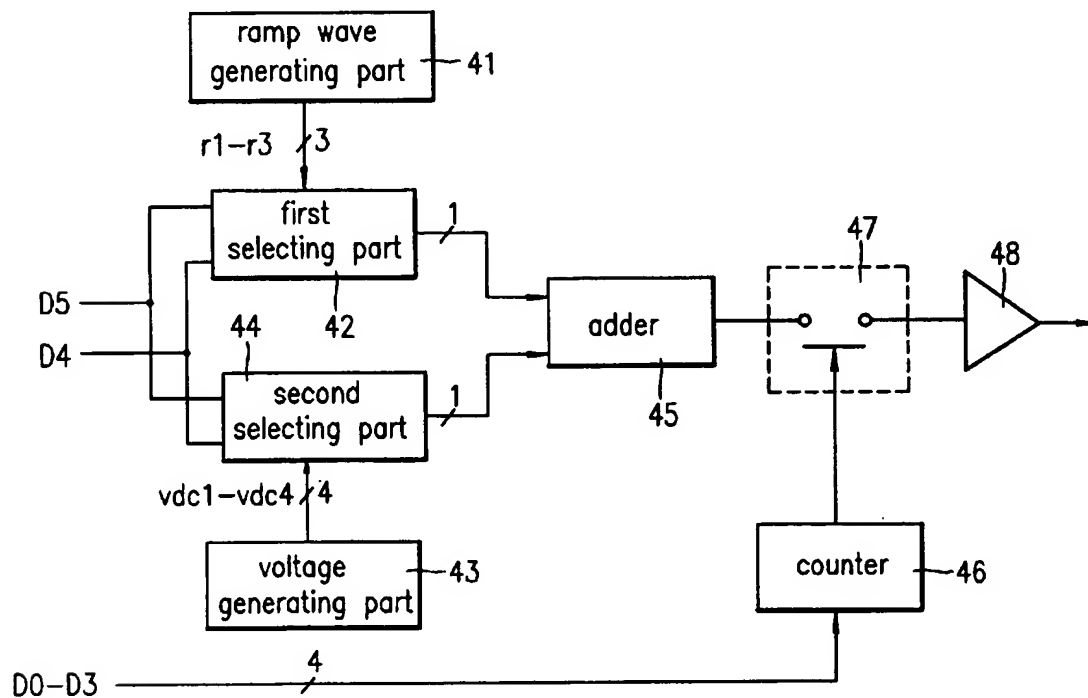 ramp wave
generating part
41
r1-r3
3
first
selecting part
1
42
D5
D4
44
second
selecting part
1
vdc1-vdc4
4
voltage
generating part
43
adder
45
47
48
counter
46
D0-D3
4